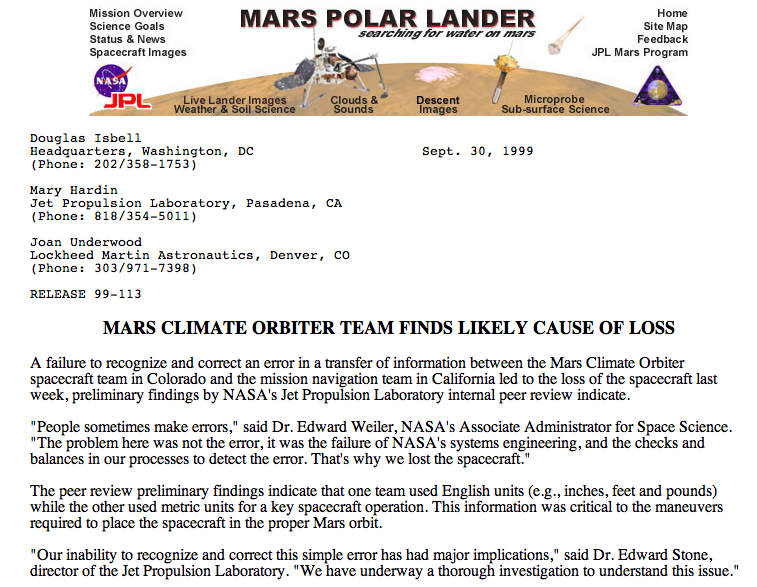 Mission Overview
Science Goals
Status & News
Spacecraft Images
MARS POLAR LANDER
searching for water on mars
Home
Site Map
Feedback
JPL Mars Program
NASA
JPL
Live Lander Images
Weather & Soil Science
Clouds &
Sounds
Descent
Images
Microprobe
Sub-surface Science
Douglas Isbell
Headquarters, Washington, DC Sept. 30, 1999
(Phone: 202/358-1753)
Mary Hardin
Jet Propulsion Laboratory, Pasadena, CA
(Phone: 818/354-5011)
Joan Underwood
Lockheed Martin Astronautics, Denver, CO
(Phone: 303/971-7398)
RELEASE 99-113
MARS CLIMATE ORBITER TEAM FINDS LIKELY CAUSE OF LOSS
A failure to recognize and correct an error in a transfer of information between the Mars Climate Orbiter
spacecraft team in Colorado and the mission navigation team in California led to the loss of the spacecraft last
week, preliminary findings by NASA's Jet Propulsion Laboratory internal peer review indicate.
"People sometimes make errors," said Dr. Edward Weiler, NASA's Associate Administrator for Space Science.
"The problem here was not the error, it was the failure of NASA's systems engineering, and the checks and
balances in our processes to detect the error. That's why we lost the spacecraft."
The peer review preliminary findings indicate that one team used English units (e.g., inches, feet and pounds)
while the other used metric units for a key spacecraft operation. This information was critical to the maneuvers
required to place the spacecraft in the proper Mars orbit.
"Our inability to recognize and correct this simple error has had major implications," said Dr. Edward Stone,
director of the Jet Propulsion Laboratory. "We have underway a thorough investigation to understand this issue."